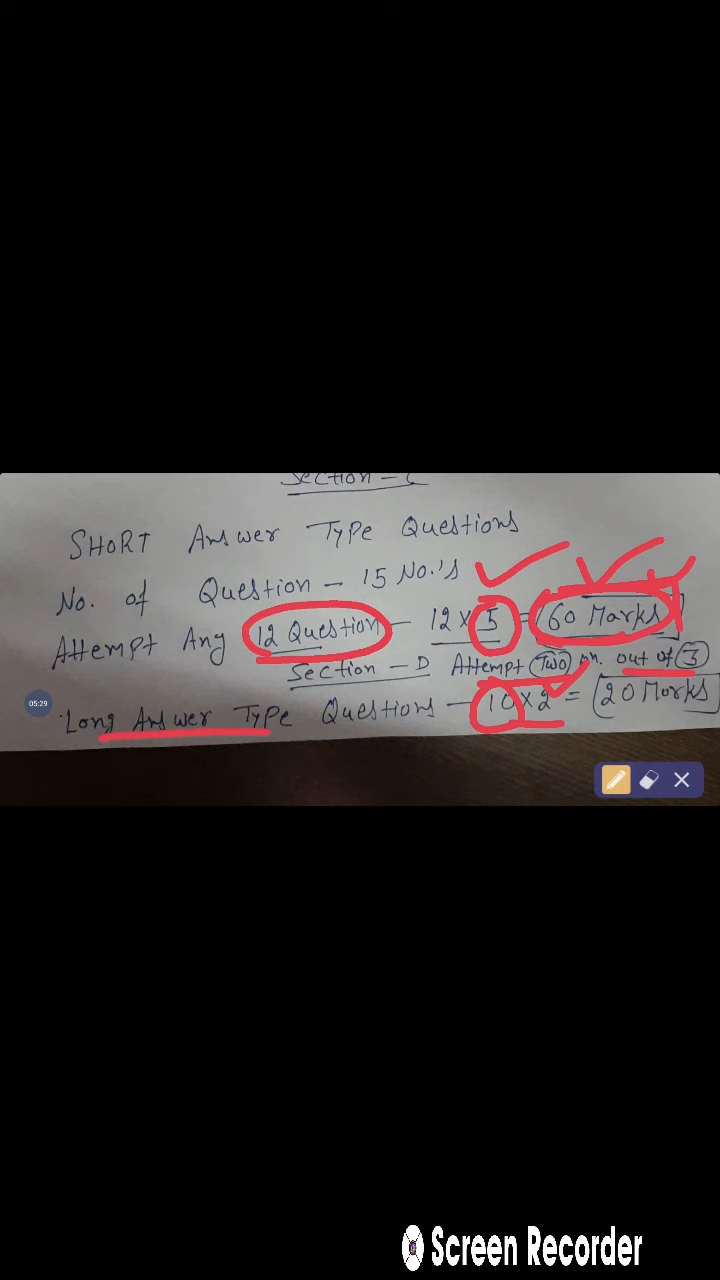 Section - C
SHORT Answer Type Questions
No. of Question - 15 No.'s
Attempt Any 12 Question - 12 × 5 = 60 Marks
Section - D Attempt Two out of 3
Long Answer Type Questions - 10 × 2 = 20 Marks
05:29
Screen Recorder